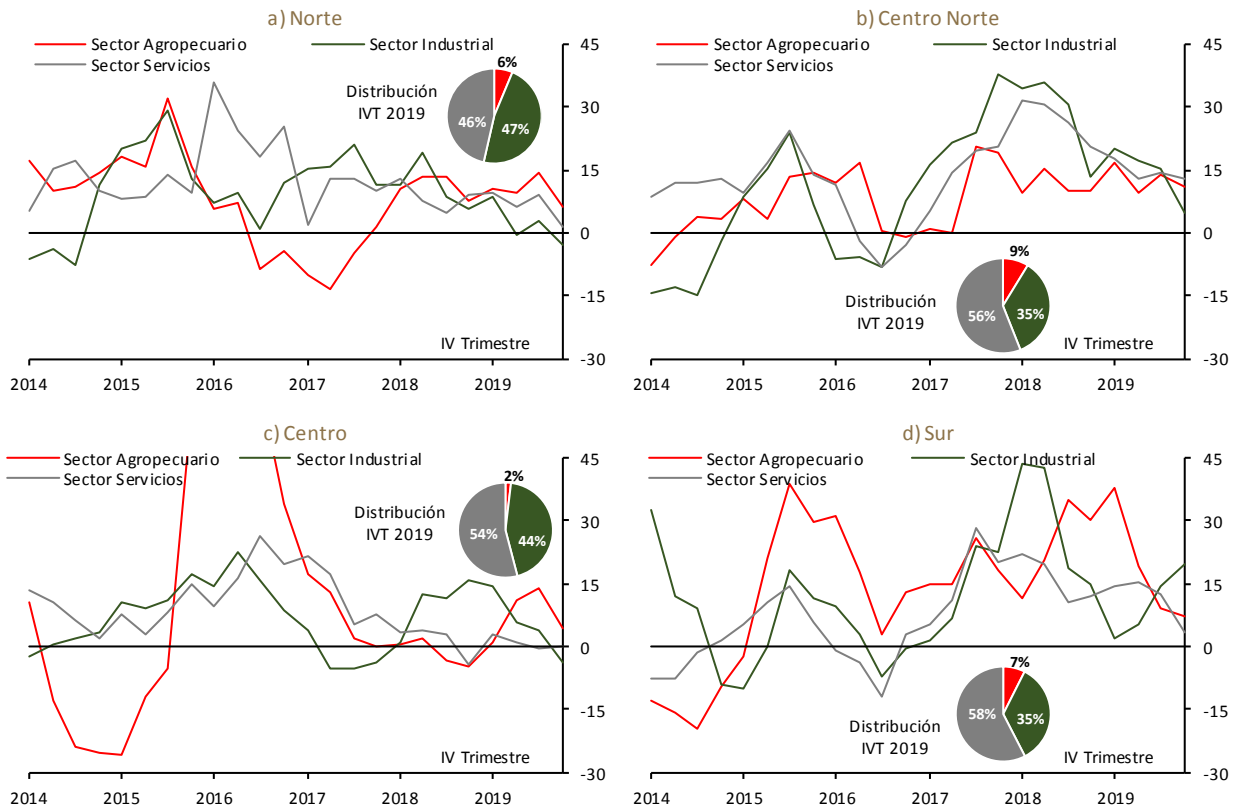 a) Norte
Sector Agropecuario
Sector Industrial
Sector Servicios
Distribución
IVT 2019
6%
46%
47%
45
30
15
0
-15
-30
IV Trimestre
2014 2015 2016 2017 2018 2019
b) Centro Norte
Sector Agropecuario
Sector Industrial
Sector Servicios
45
30
15
0
-15
-30
Distribución
IVT 2019
9%
56%
35%
IV Trimestre
2014 2015 2016 2017 2018 2019
c) Centro
Sector Agropecuario
Sector Industrial
Sector Servicios
Distribución
IVT 2019
2%
54%
44%
45
30
15
0
-15
-30
IV Trimestre
2014 2015 2016 2017 2018 2019
d) Sur
Sector Agropecuario
Sector Industrial
Sector Servicios
45
30
15
0
-15
-30
Distribución
IVT 2019
7%
58%
35%
IV Trimestre
2014 2015 2016 2017 2018 2019